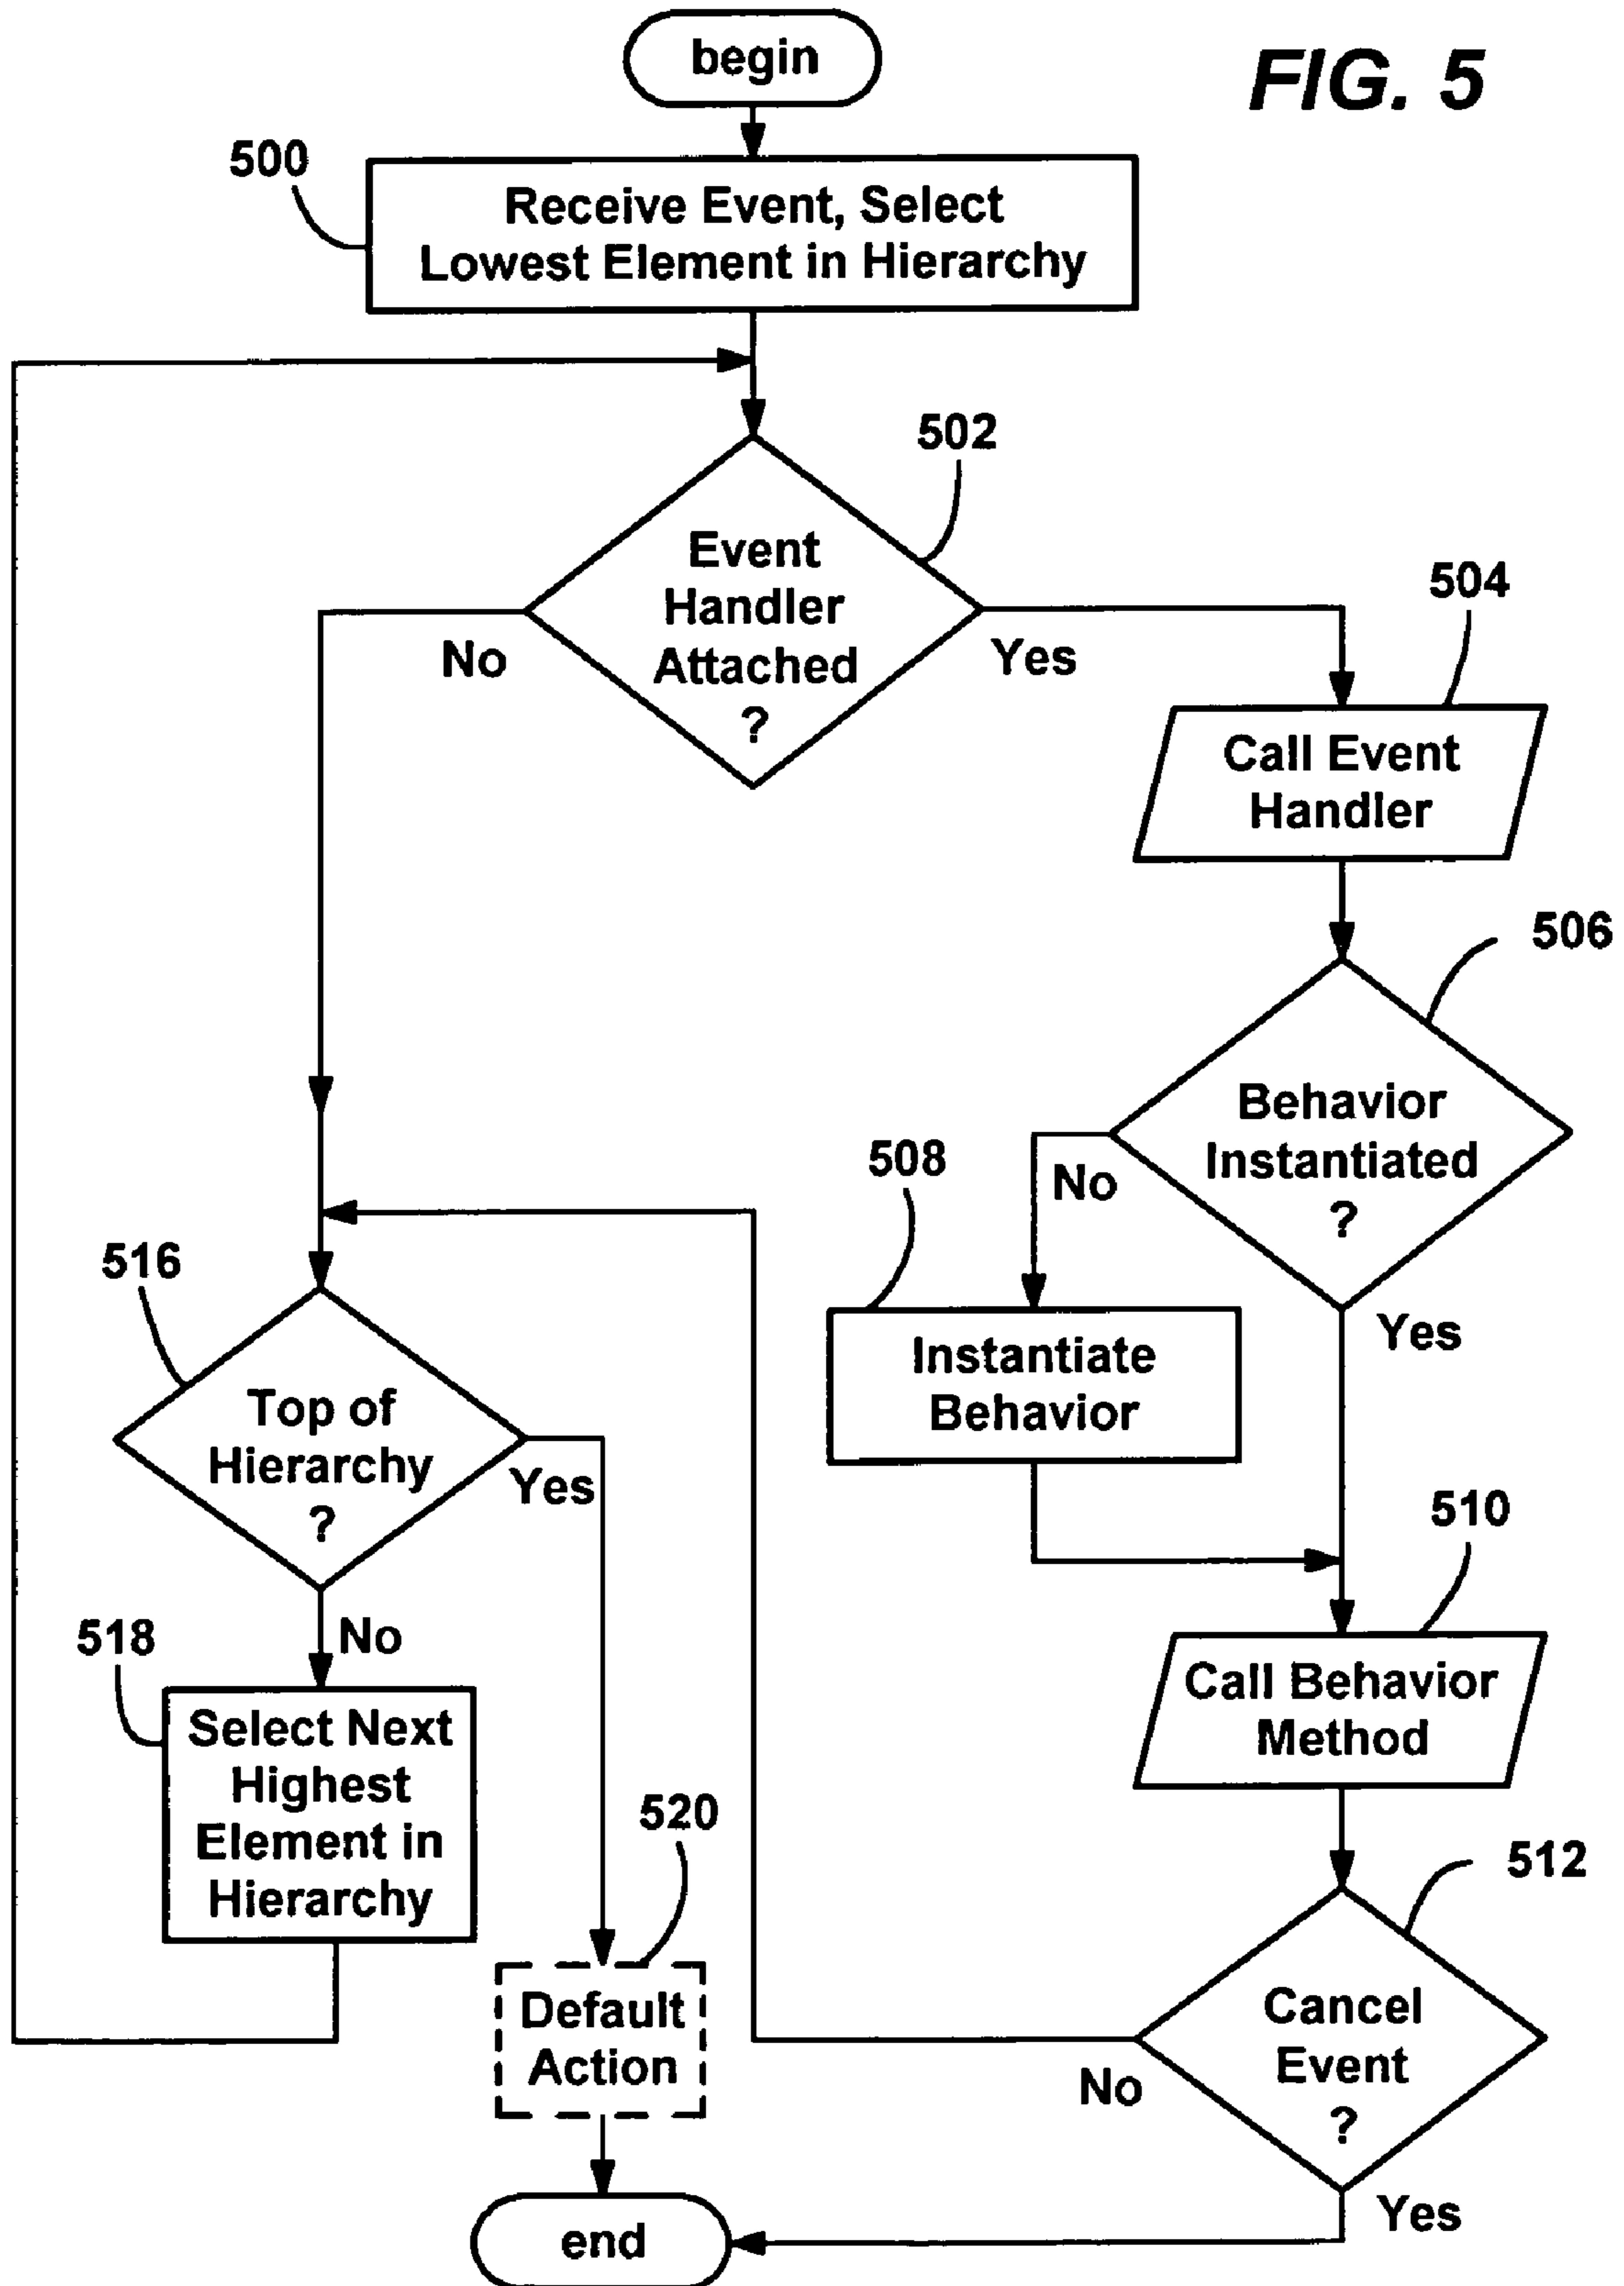 begin
FIG. 5
500
Receive Event, Select
Lowest Element in Hierarchy
502
Event
Handler
Attached
?
No
Yes
504
Call Event
Handler
506
Behavior
Instantiated
?
No
Yes
508
Instantiate
Behavior
516
Top of
Hierarchy
?
Yes
No
510
Call Behavior
Method
518
Select Next
Highest
Element in
Hierarchy
520
Default
Action
512
Cancel
Event
?
No
Yes
end